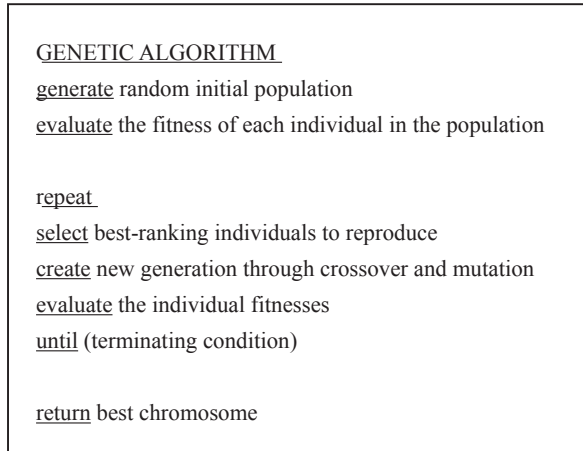 GENETIC ALGORITHM
generate random initial population
evaluate the fitness of each individual in the population
repeat
select best-ranking individuals to reproduce
create new generation through crossover and mutation
evaluate the individual fitnesses
until (terminating condition)
return best chromosome